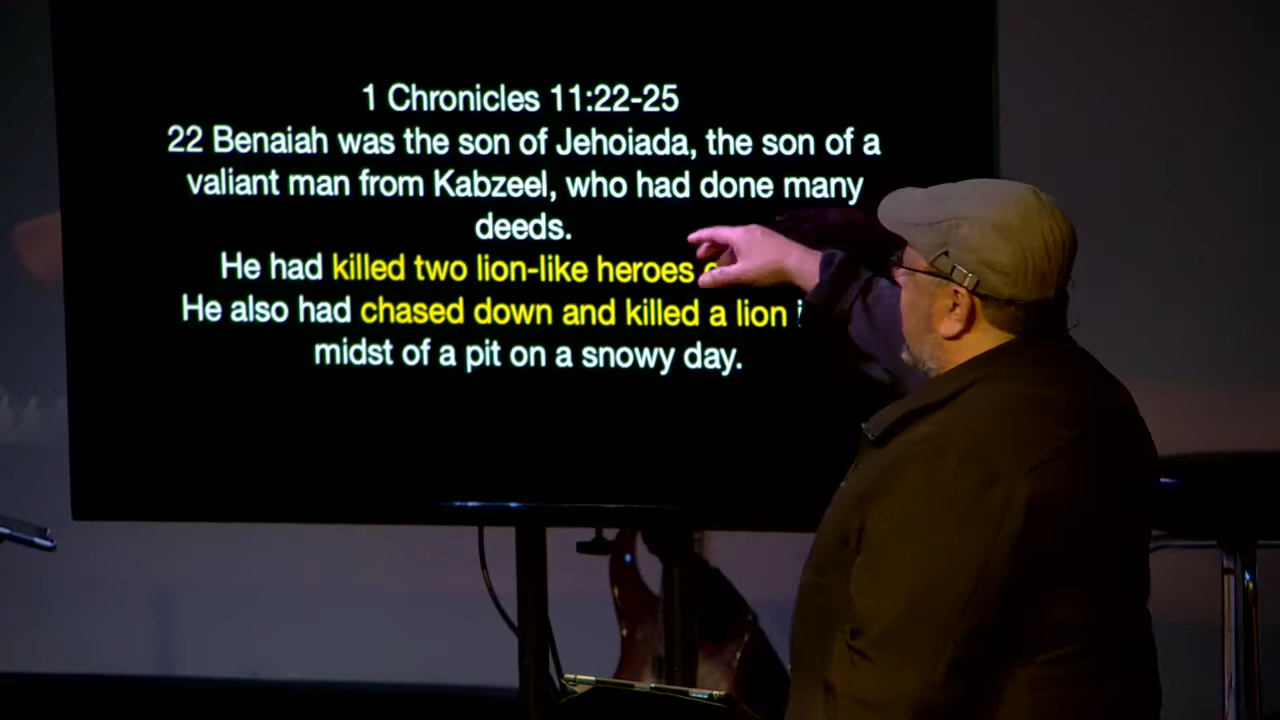 1 Chronicles 11:22-25
22 Benaiah was the son of Jehoiada, the son of a
valiant man from Kabzeel, who had done many
deeds.
He had killed two lion-like heroes
He also had chased down and killed a lion
midst of a pit on a snowy day.